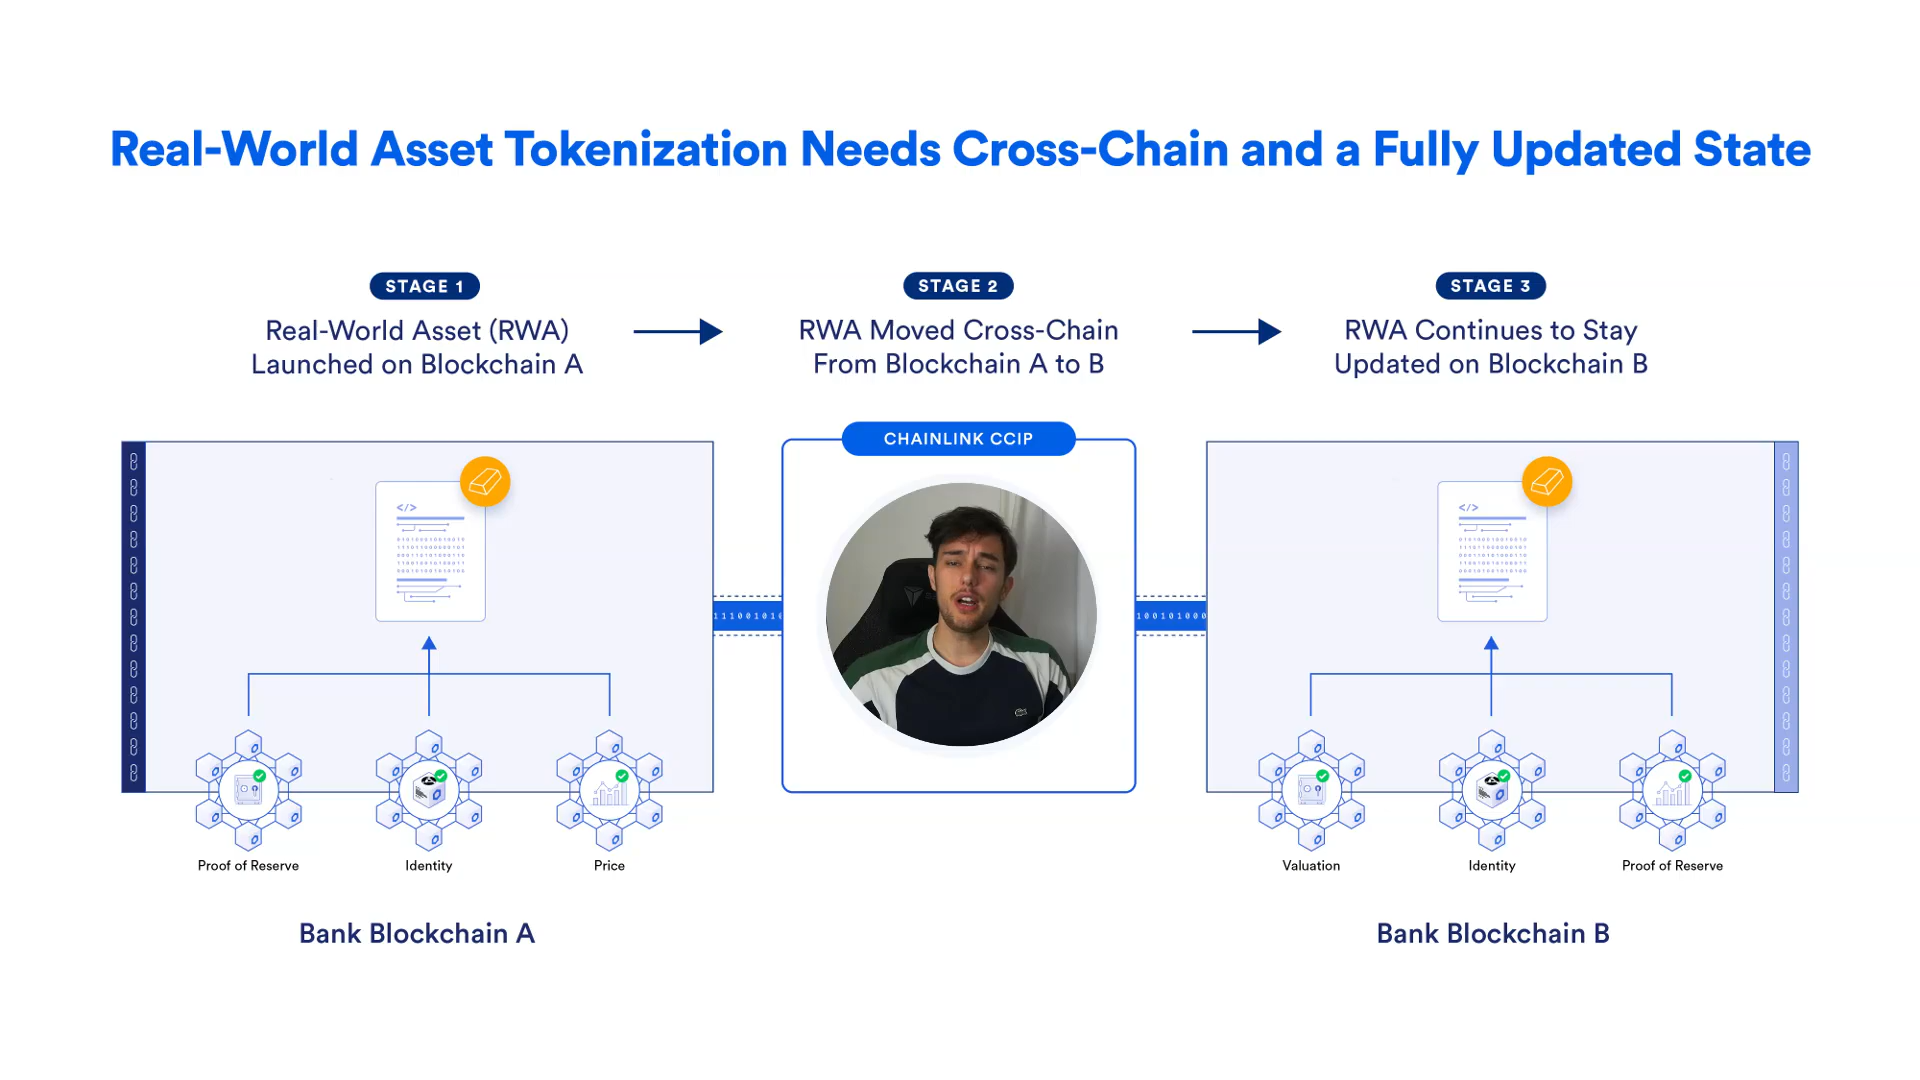 Real-World Asset Tokenization Needs Cross-Chain and a Fully Updated State
STAGE 1
Real-World Asset (RWA)
Launched on Blockchain A
STAGE 2
RWA Moved Cross-Chain
From Blockchain A to B
STAGE 3
RWA Continues to Stay
Updated on Blockchain B
CHAINLINK CCIP
</>
</>
Proof of Reserve
Identity
Price
Valuation
Identity
Proof of Reserve
Bank Blockchain A
Bank Blockchain B